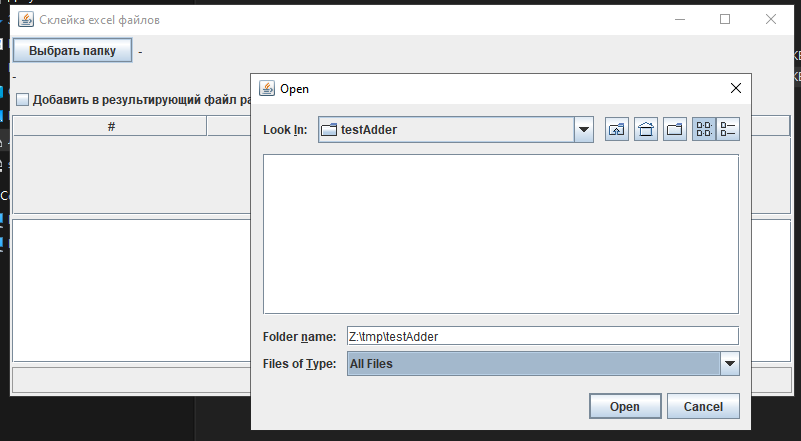 Склейка excel файлов
Выбрать папку -
-
Добавить в результирующий файл
#
Open
Look In: testAdder
Folder name: Z:\tmp\testAdder
Files of Type: All Files
Open Cancel